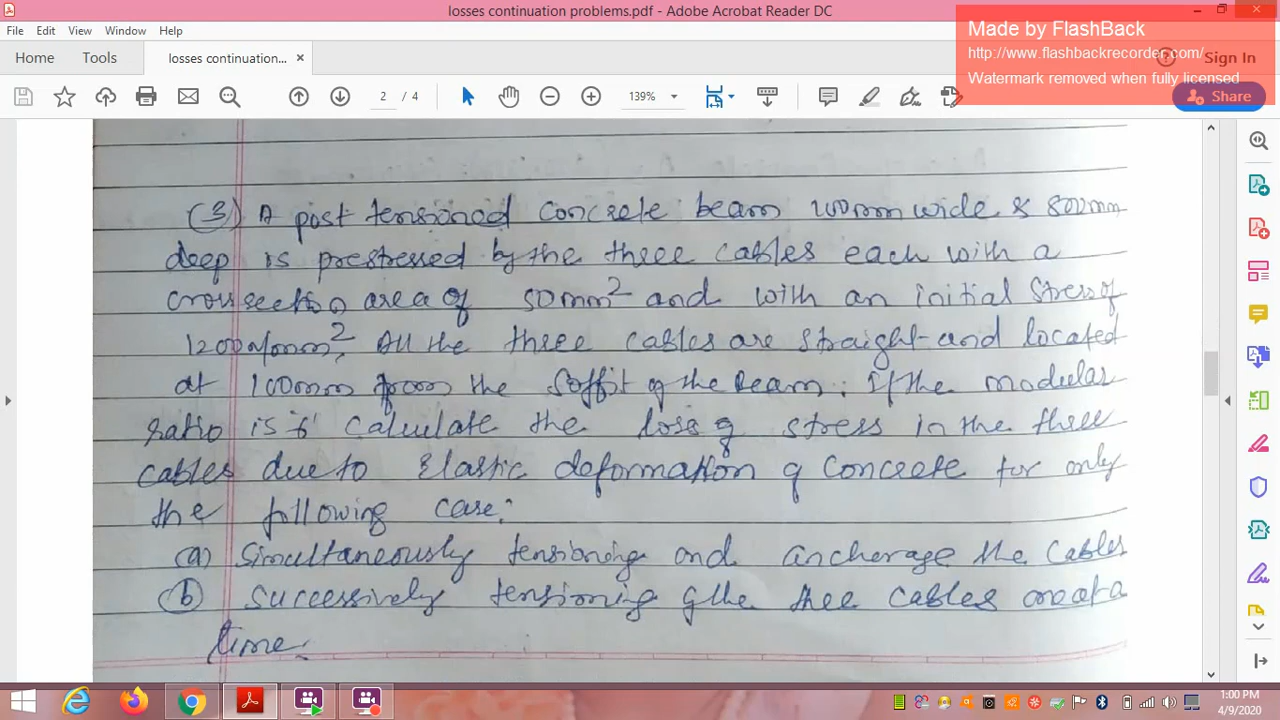 losses continuation problems.pdf - Adobe Acrobat Reader DC
Made by FlashBack
http://www.flashbackrecorder.com/
Watermark removed when fully licensed
File Edit View Window Help
Home Tools losses continuation... × Sign In
2 / 4 139% Share
(3) A post tensioned concrete beam 100mm wide & 800mm
deep is prestressed by the three cables each with a
cross section area of 50mm2 and with an initial stress of
1200N/mm2. All the three cables are straight and located
at 100mm from the soffit of the beam. If the modular
ratio is '6' calculate the loss of stress in the three
cables due to Elastic deformation of concrete for only
the following case:
(a) Simultaneously tensioning and ancherage the cables
(b) Successively tensioning of the thee cables one at a
time.
1:00 PM
4/9/2020